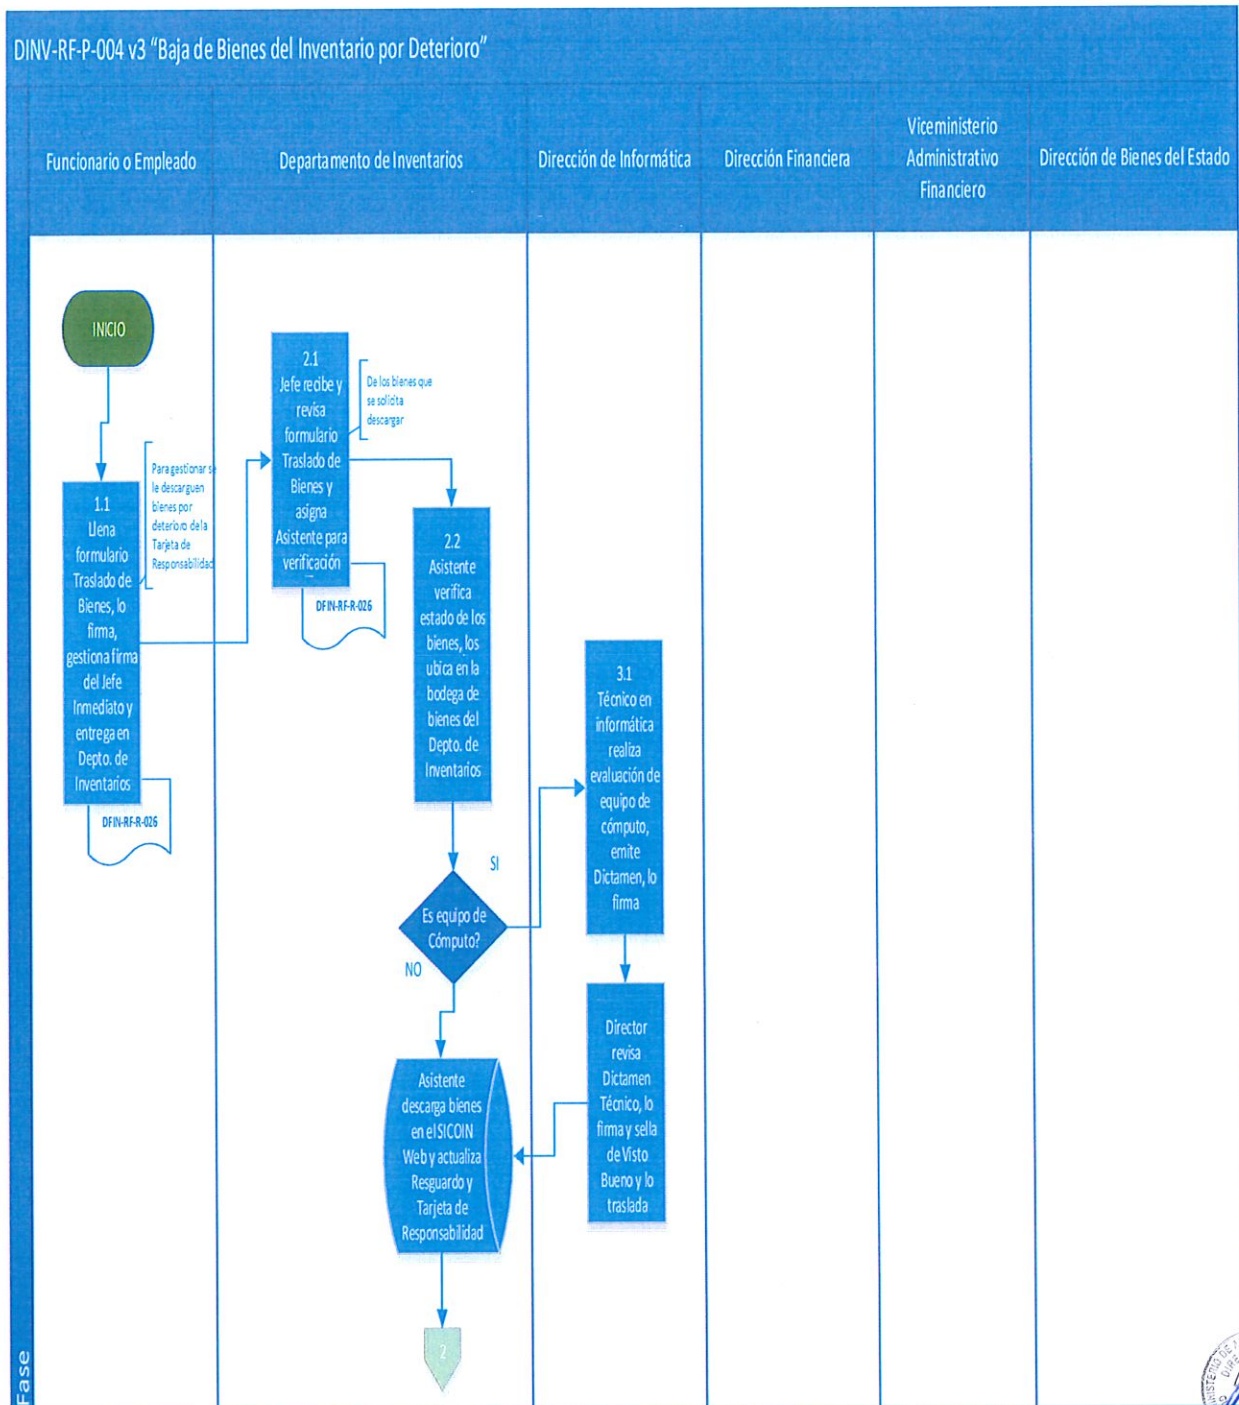 DINV-RF-P-004 v3 “Baja de Bienes del Inventario por Deterioro”
Funcionario o Empleado
Departamento de Inventarios
Dirección de Informática
Dirección Financiera
Viceministerio
Administrativo
Financiero
Dirección de Bienes del Estado
INICIO
Para gestionar se
le descarguen
bienes por
deterioro de la
Tarjeta de
Responsabilidad
1.1
Llena
formulario
Traslado de
Bienes, lo
firma,
gestiona firma
del Jefe
Inmediato y
entrega en
Depto. de
Inventarios
DFIN-RF-R-026
2.1
Jefe recibe y
revisa
formulario
Traslado de
Bienes y
asigna
Asistente para
verificación
De los bienes que
se solicita
descargar
DFIN-RF-R-026
2.2
Asistente
verifica
estado de los
bienes, los
ubica en la
bodega de
bienes del
Depto. de
Inventarios
SI
Es equipo de
Cómputo?
NO
3.1
Técnico en
informática
realiza
evaluación de
equipo de
cómputo,
emite
Dictamen, lo
firma
Director
revisa
Dictamen
Técnico, lo
firma y sella
de Visto
Bueno y lo
traslada
Asistente
descarga bienes
en el SICOIN
Web y actualiza
Resguardo y
Tarjeta de
Responsabilidad
2
Fase